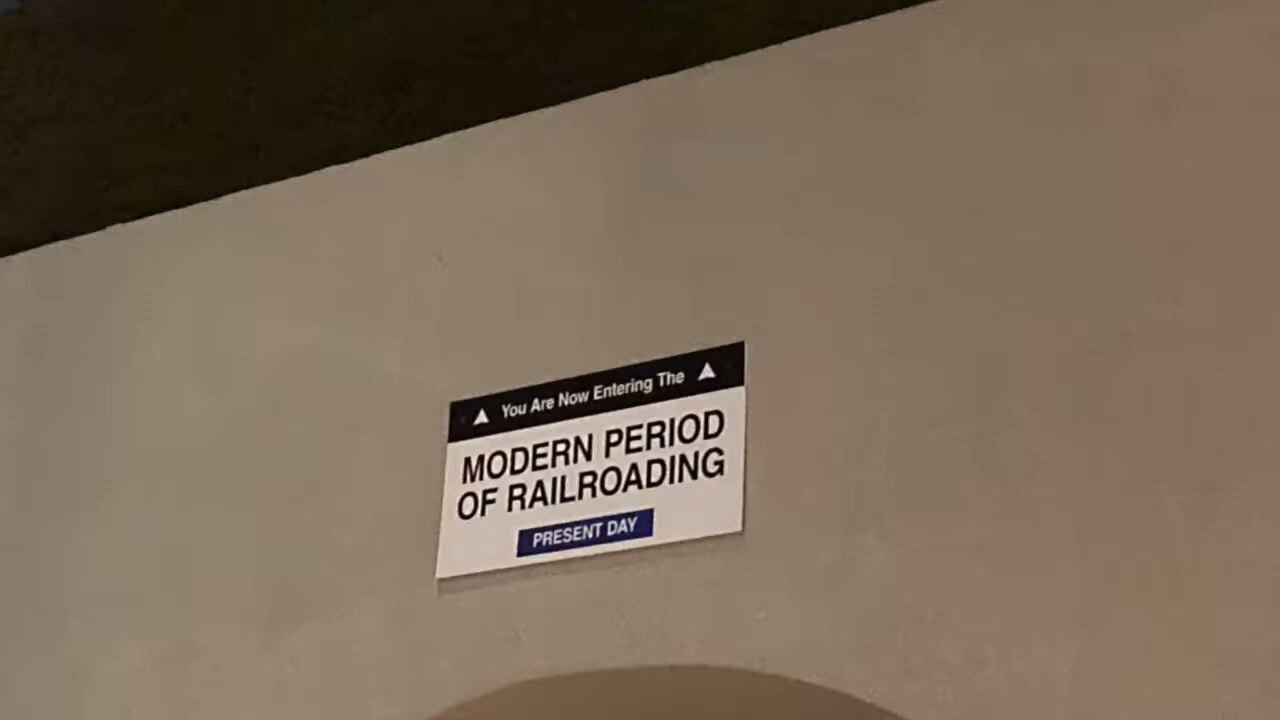 You Are Now Entering The
MODERN PERIOD
OF RAILROADING
PRESENT DAY